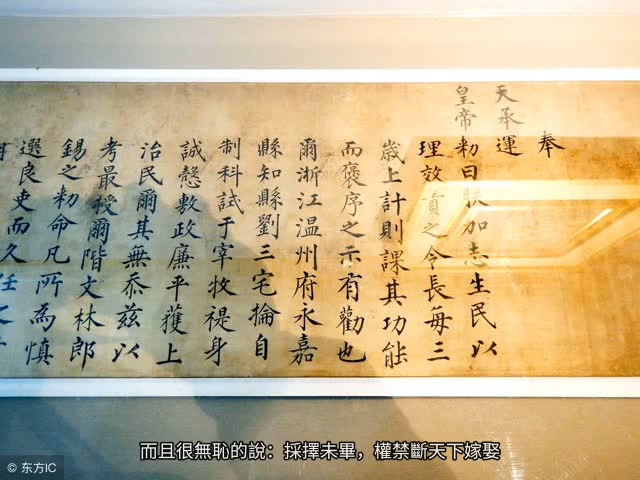 奉
天承運
皇帝勅曰朕加志生民以
理效責之令長每三
歲上計則課其功能
而褒序之示有勸也
爾浙江温州府永嘉
縣知縣劉三宅掄自
制科試于宰牧禔身
誠慤敷政廉平獲上
治民爾其無忝茲以
考最授爾階文林郎
錫之勅命凡所為慎
選良吏而久任之
而且很無恥的說：採擇未畢，權禁斷天下嫁娶
© 东方IC